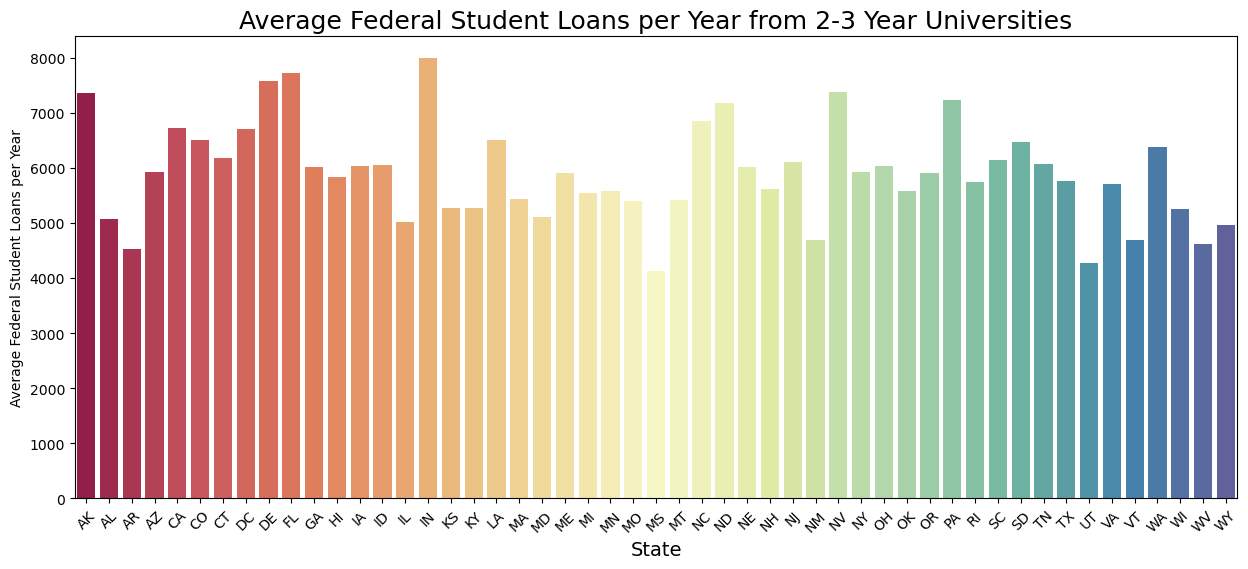 Average Federal Student Loans per Year from 2-3 Year Universities
Average Federal Student Loans per Year
8000
7000
6000
5000
4000
3000
2000
1000
0
AK AL AR AZ CA CO CT DC DE FL GA HI IA ID IL IN KS KY LA MA MD ME MI MN MO MS MT NC ND NE NH NJ NM NV NY OH OK OR PA RI SC SD TN TX UT VA VT WA WI WV WY
State